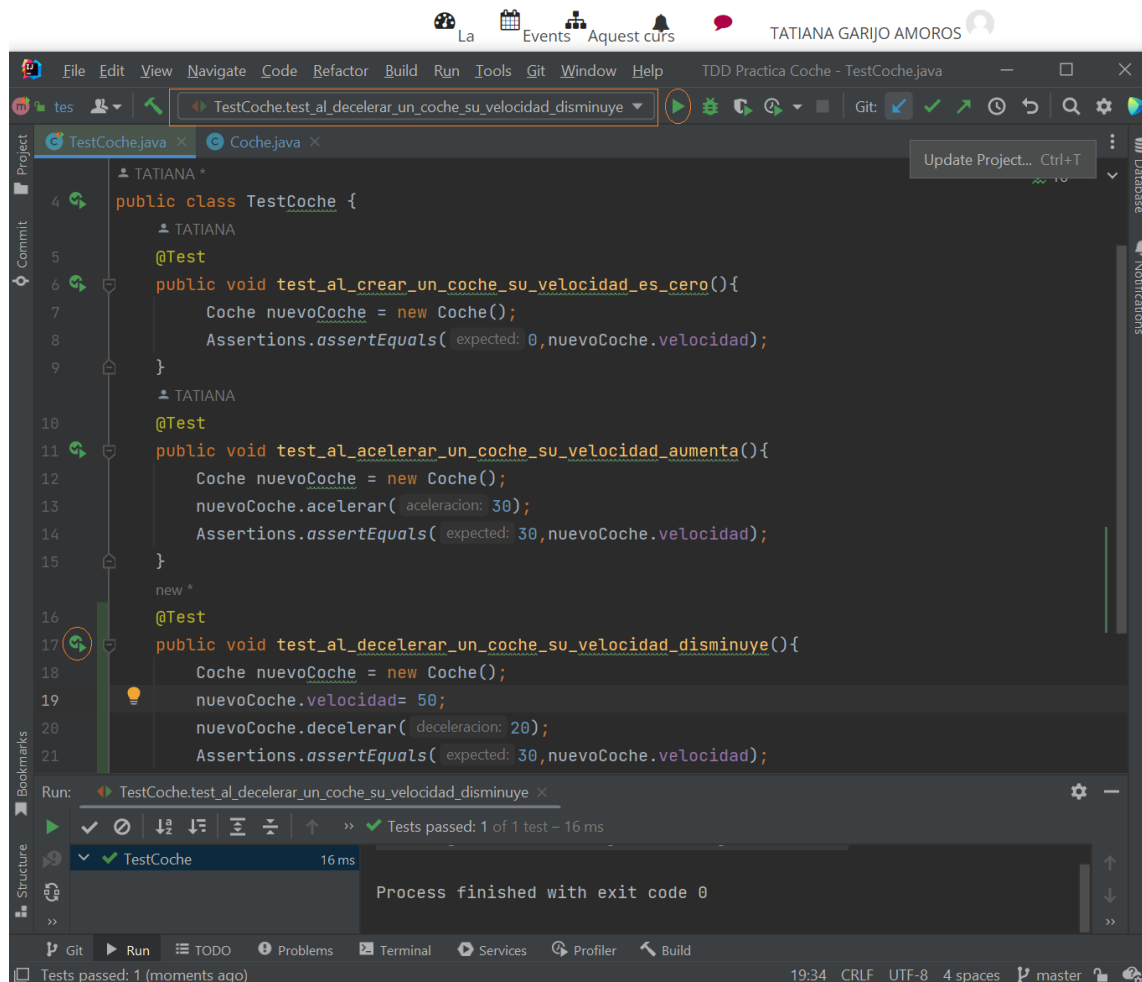 La Events Aquest curs TATIANA GARIJO AMOROS
File Edit View Navigate Code Refactor Build Run Tools Git Window Help TDD Practica Coche - TestCoche.java
tes TestCoche.test_al_decelerar_un_coche_su_velocidad_disminuye Git:
TestCoche.java Coche.java
Update Project... Ctrl+T
Project
Commit
Bookmarks
Structure
Database
Notifications
TATIANA *
4 public class TestCoche {
TATIANA
5 @Test
6 public void test_al_crear_un_coche_su_velocidad_es_cero(){
7 Coche nuevoCoche = new Coche();
8 Assertions.assertEquals( expected: 0,nuevoCoche.velocidad);
9 }
TATIANA
10 @Test
11 public void test_al_acelerar_un_coche_su_velocidad_aumenta(){
12 Coche nuevoCoche = new Coche();
13 nuevoCoche.acelerar( aceleracion: 30);
14 Assertions.assertEquals( expected: 30,nuevoCoche.velocidad);
15 }
new *
16 @Test
17 public void test_al_decelerar_un_coche_su_velocidad_disminuye(){
18 Coche nuevoCoche = new Coche();
19 nuevoCoche.velocidad= 50;
20 nuevoCoche.decelerar( deceleracion: 20);
21 Assertions.assertEquals( expected: 30,nuevoCoche.velocidad);
Run: TestCoche.test_al_decelerar_un_coche_su_velocidad_disminuye
Tests passed: 1 of 1 test – 16 ms
TestCoche 16 ms
Process finished with exit code 0
Git Run TODO Problems Terminal Services Profiler Build
Tests passed: 1 (moments ago) 19:34 CRLF UTF-8 4 spaces master